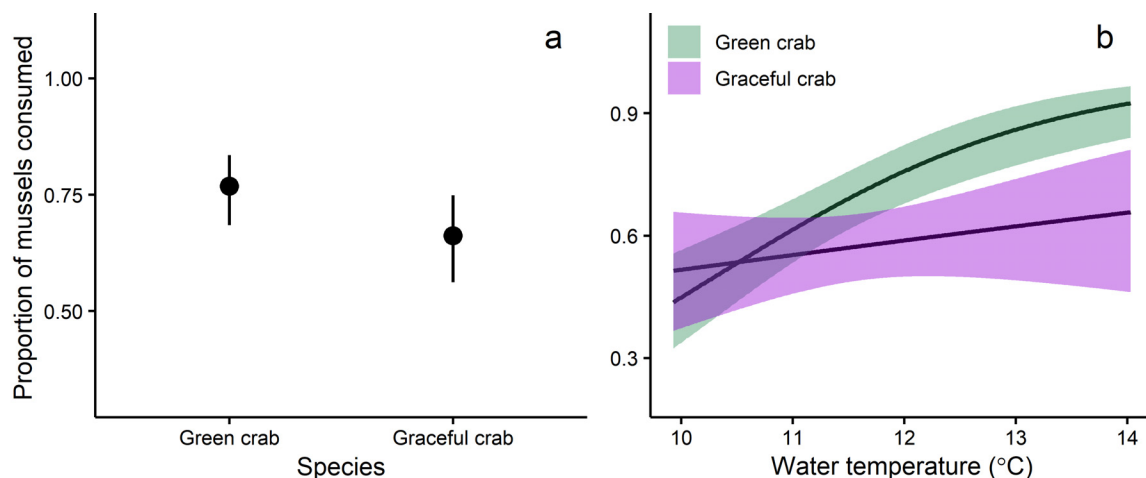 Proportion of mussels consumed
1.00
0.75
0.50
a
Green crab
Graceful crab
Species
Green crab
Graceful crab
b
0.9
0.6
0.3
10
11
12
13
14
Water temperature (°C)